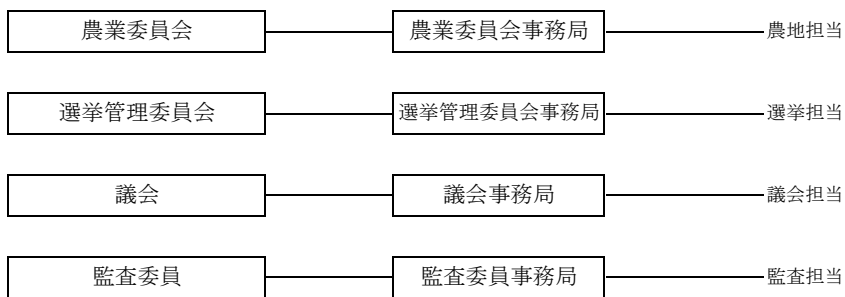 農業委員会 農業委員会事務局 農地担当
選挙管理委員会 選挙管理委員会事務局 選挙担当
議会 議会事務局 議会担当
監査委員 監査委員事務局 監査担当